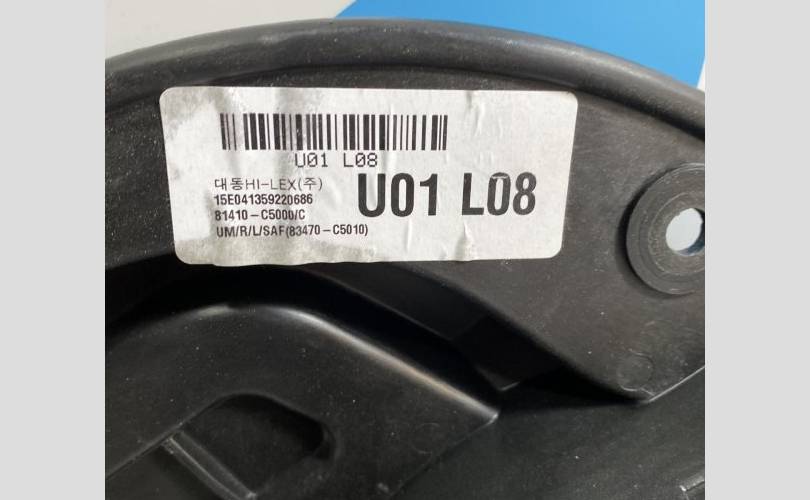 U01 L08
대동HI-LEX(주)
15E041359220686
81410-C5000/C
UM/R/L/SAF(83470-C5010)
U01 L08